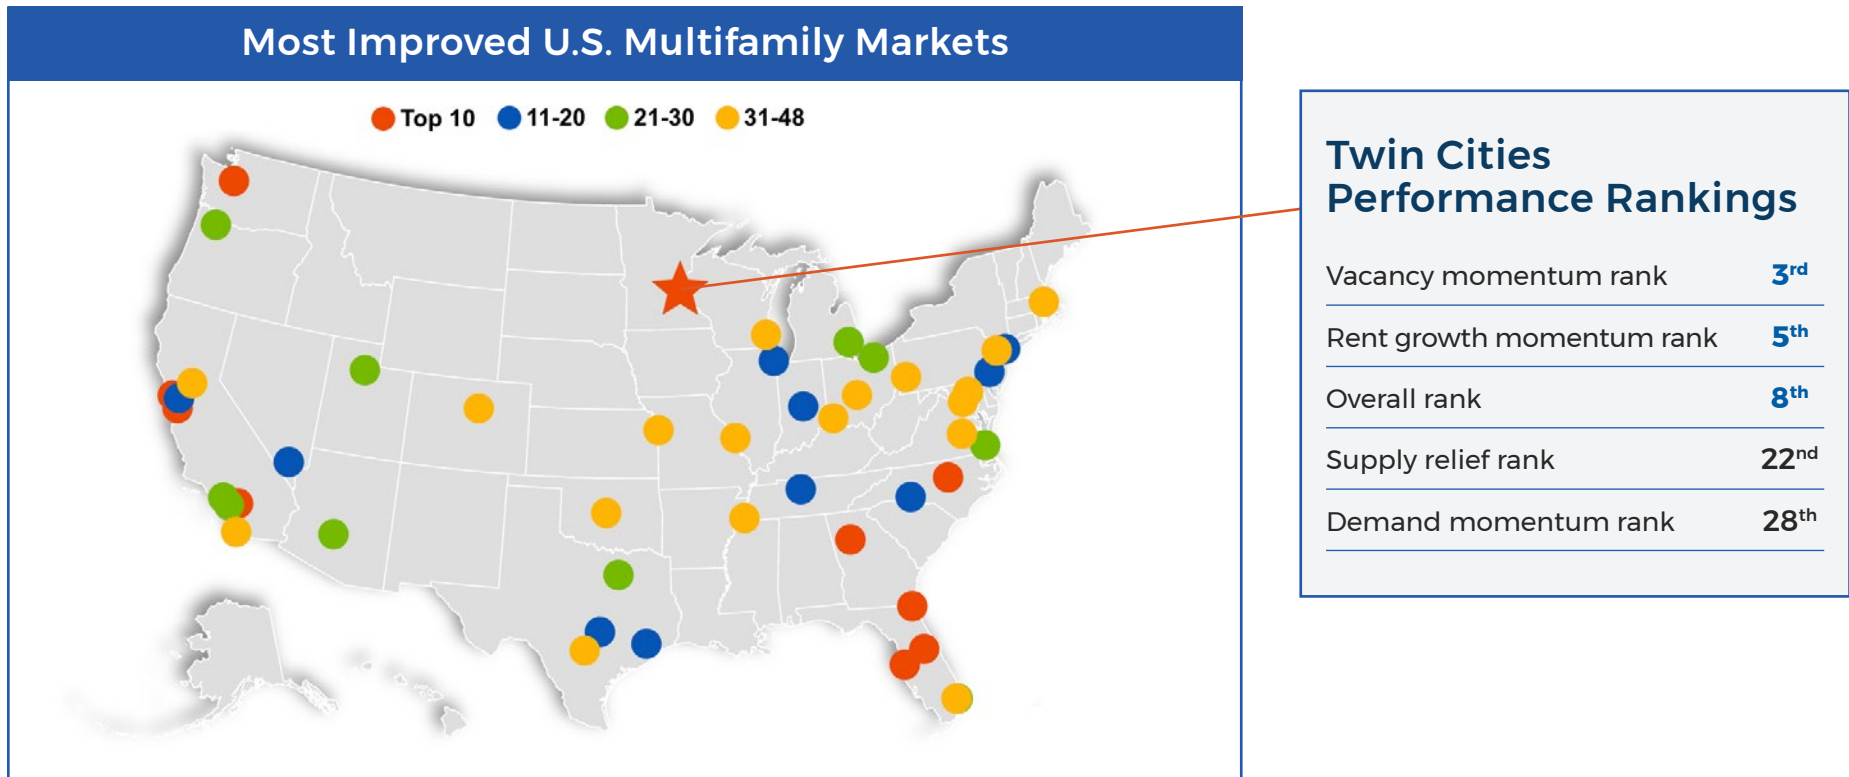 Most Improved U.S. Multifamily Markets
Top 10 11-20 21-30 31-48
Twin Cities
Performance Rankings
Vacancy momentum rank 3rd
Rent growth momentum rank 5th
Overall rank 8th
Supply relief rank 22nd
Demand momentum rank 28th